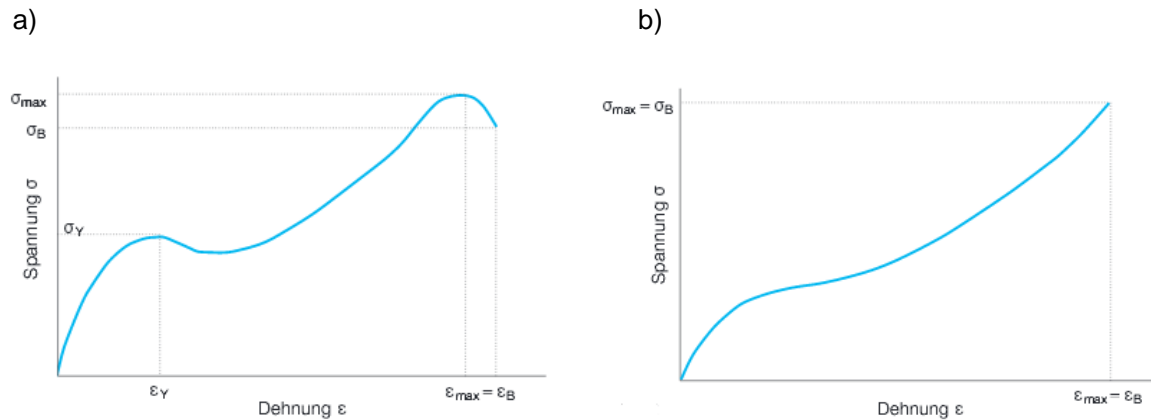 a)
σmax
σB
σY
Spannung σ
εY
εmax = εB
Dehnung ε
b)
σmax = σB
Spannung σ
εmax = εB
Dehnung ε